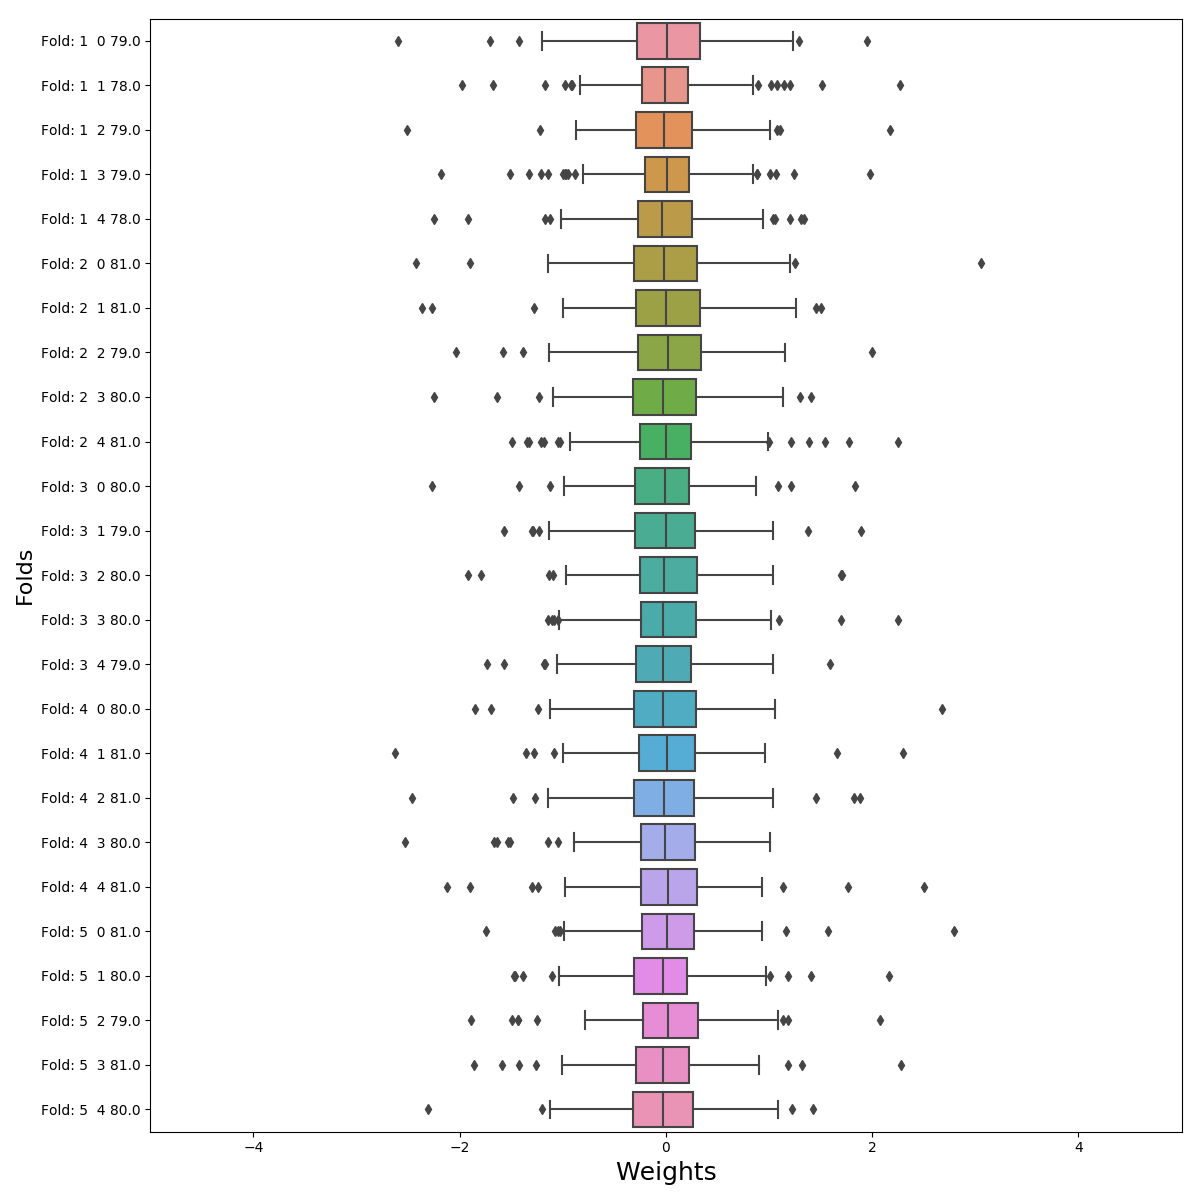 Fold: 1  0 79.0
Fold: 1  1 78.0
Fold: 1  2 79.0
Fold: 1  3 79.0
Fold: 1  4 78.0
Fold: 2  0 81.0
Fold: 2  1 81.0
Fold: 2  2 79.0
Fold: 2  3 80.0
Fold: 2  4 81.0
Fold: 3  0 80.0
Fold: 3  1 79.0
Fold: 3  2 80.0
Fold: 3  3 80.0
Fold: 3  4 79.0
Fold: 4  0 80.0
Fold: 4  1 81.0
Fold: 4  2 81.0
Fold: 4  3 80.0
Fold: 4  4 81.0
Fold: 5  0 81.0
Fold: 5  1 80.0
Fold: 5  2 79.0
Fold: 5  3 81.0
Fold: 5  4 80.0
Folds
−4 −2 0 2 4
Weights